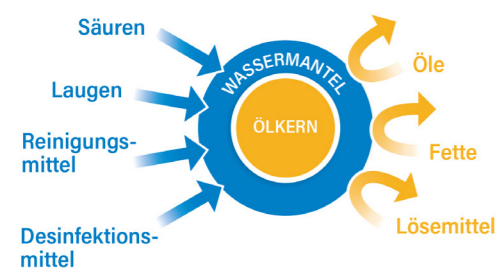 Säuren
Laugen
Reinigungs-
mittel
Desinfektions-
mittel
WASSERMANTEL
ÖLKERN
Öle
Fette
Lösemittel